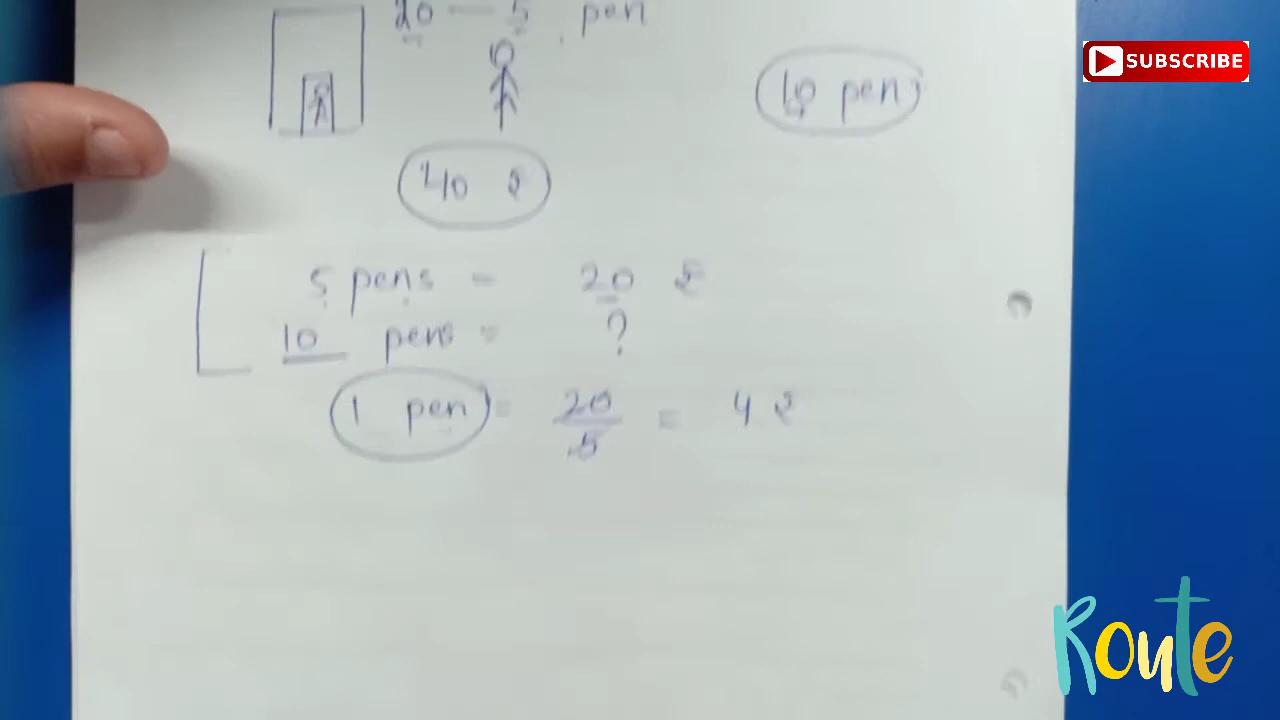 20 — 5 pen
SUBSCRIBE
10 pen
40 ₹
5 pens = 20 ₹
10 pens = ?
1 pen = 20/5 = 4 ₹
Route